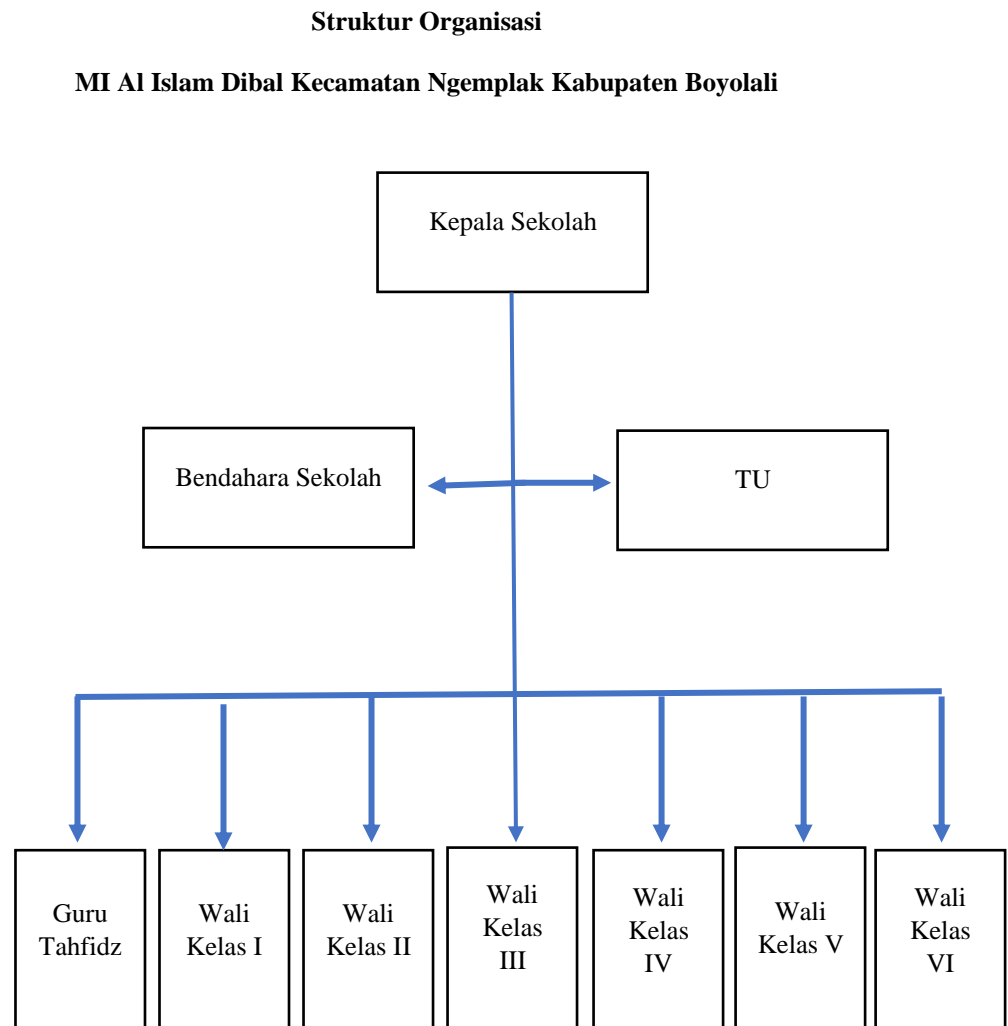 Struktur Organisasi
MI Al Islam Dibal Kecamatan Ngemplak Kabupaten Boyolali
Kepala Sekolah
Bendahara Sekolah
TU
Guru
Tahfidz
Wali
Kelas I
Wali
Kelas II
Wali
Kelas
III
Wali
Kelas
IV
Wali
Kelas V
Wali
Kelas
VI